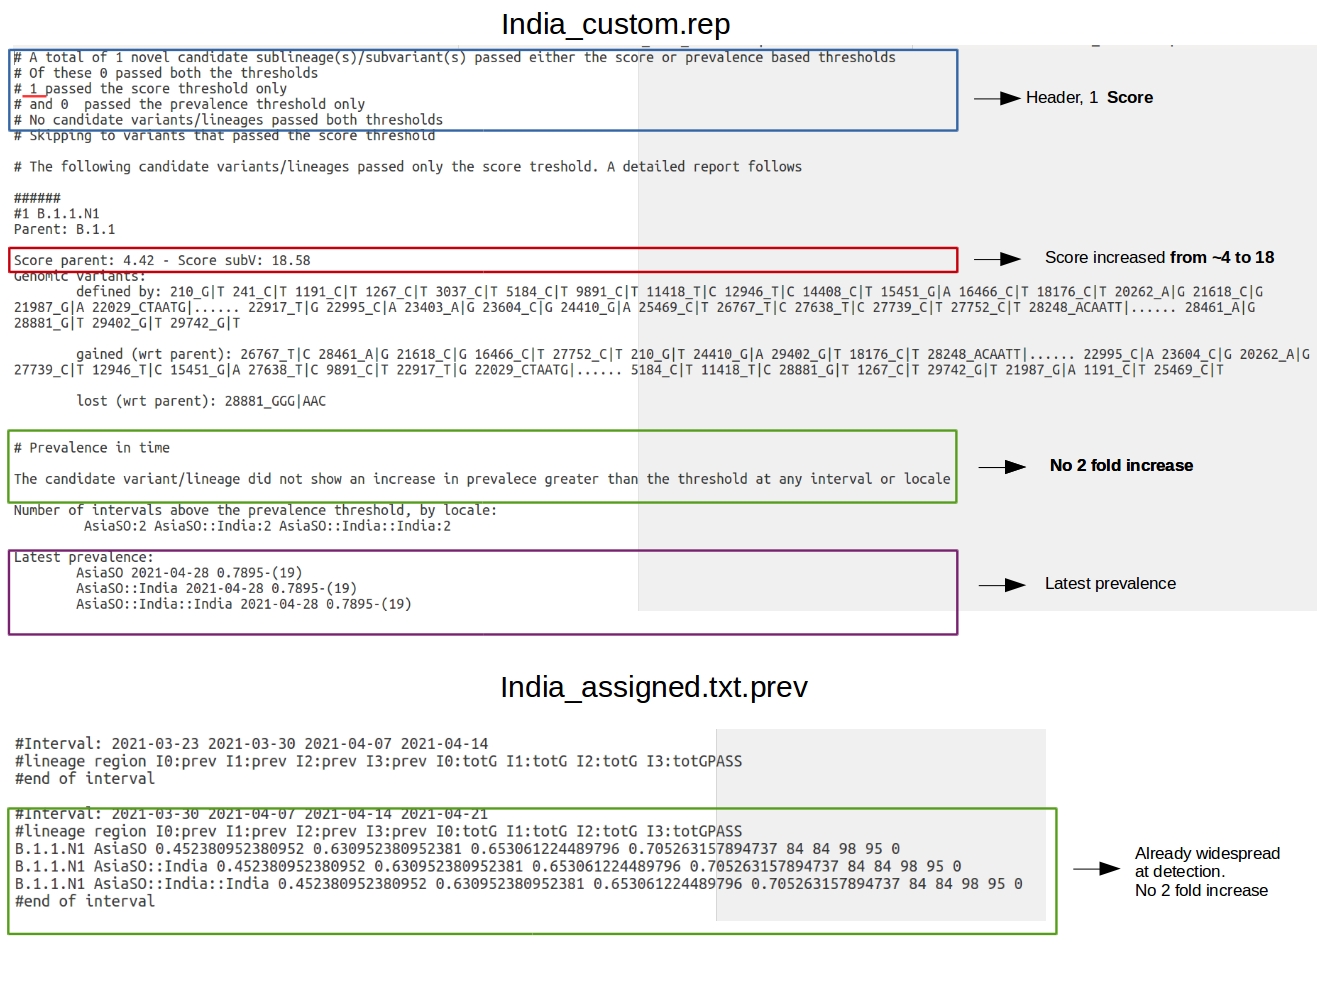 India_custom.rep
# A total of 1 novel candidate sublineage(s)/subvariant(s) passed either the score or prevalence based thresholds
# Of these 0 passed both the thresholds
# 1 passed the score threshold only
# and 0  passed the prevalence threshold only
# No candidate variants/lineages passed both thresholds
# Skipping to variants that passed the score threshold
Header, 1 Score
# The following candidate variants/lineages passed only the score treshold. A detailed report follows
######
#1 B.1.1.N1
Parent: B.1.1
Score parent: 4.42 - Score subV: 18.58
Score increased from ~4 to 18
Genomic variants:
defined by: 210_G|T 241_C|T 1191_C|T 1267_C|T 3037_C|T 5184_C|T 9891_C|T 11418_T|C 12946_T|C 14408_C|T 15451_G|A 16466_C|T 18176_C|T 20262_A|G 21618_C|G
21987_G|A 22029_CTAATG|...... 22917_T|G 22995_C|A 23403_A|G 23604_C|G 24410_G|A 25469_C|T 26767_T|C 27638_T|C 27739_C|T 27752_C|T 28248_ACAATT|...... 28461_A|G
28881_G|T 29402_G|T 29742_G|T
gained (wrt parent): 26767_T|C 28461_A|G 21618_C|G 16466_C|T 27752_C|T 210_G|T 24410_G|A 29402_G|T 18176_C|T 28248_ACAATT|...... 22995_C|A 23604_C|G 20262_A|G
27739_C|T 12946_T|C 15451_G|A 27638_T|C 9891_C|T 22917_T|G 22029_CTAATG|...... 5184_C|T 11418_T|C 28881_G|T 1267_C|T 29742_G|T 21987_G|A 1191_C|T 25469_C|T
lost (wrt parent): 28881_GGG|AAC
# Prevalence in time
The candidate variant/lineage did not show an increase in prevalece greater than the threshold at any interval or locale
No 2 fold increase
Number of intervals above the prevalence threshold, by locale:
AsiaSO:2 AsiaSO::India:2 AsiaSO::India::India:2
Latest prevalence:
AsiaSO 2021-04-28 0.7895-(19)
AsiaSO::India 2021-04-28 0.7895-(19)
AsiaSO::India::India 2021-04-28 0.7895-(19)
Latest prevalence
India_assigned.txt.prev
#Interval: 2021-03-23 2021-03-30 2021-04-07 2021-04-14
#lineage region I0:prev I1:prev I2:prev I3:prev I0:totG I1:totG I2:totG I3:totGPASS
#end of interval
#Interval: 2021-03-30 2021-04-07 2021-04-14 2021-04-21
#lineage region I0:prev I1:prev I2:prev I3:prev I0:totG I1:totG I2:totG I3:totGPASS
B.1.1.N1 AsiaSO 0.452380952380952 0.630952380952381 0.653061224489796 0.705263157894737 84 84 98 95 0
B.1.1.N1 AsiaSO::India 0.452380952380952 0.630952380952381 0.653061224489796 0.705263157894737 84 84 98 95 0
B.1.1.N1 AsiaSO::India::India 0.452380952380952 0.630952380952381 0.653061224489796 0.705263157894737 84 84 98 95 0
#end of interval
Already widespread
at detection.
No 2 fold increase